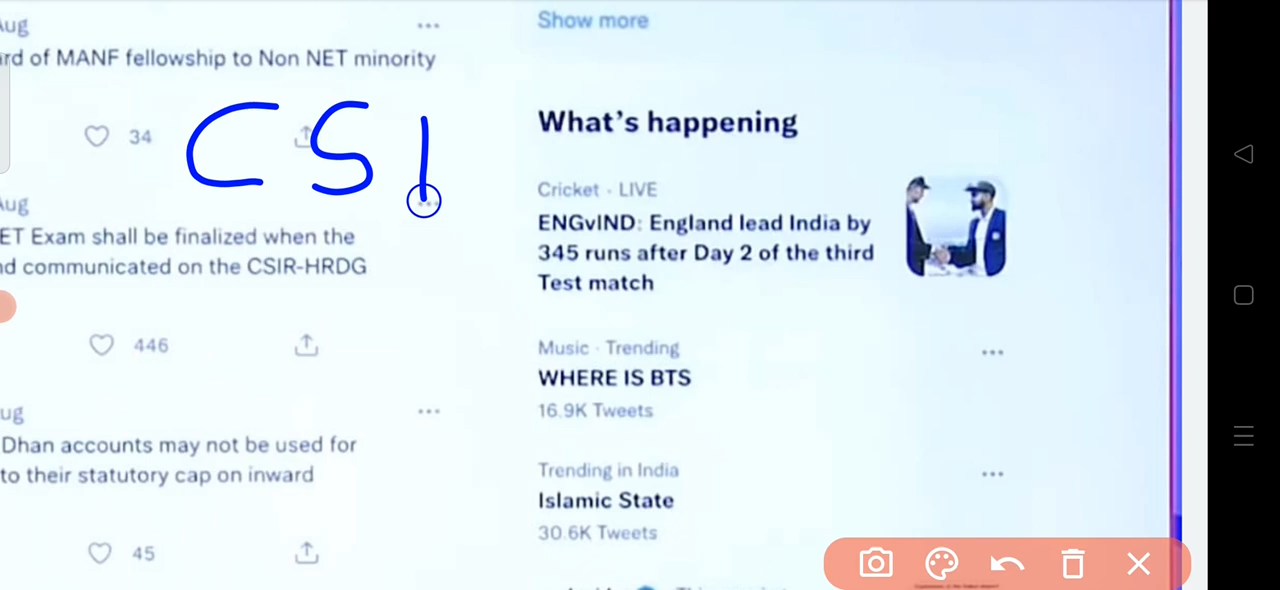 Aug
rd of MANF fellowship to Non NET minority
34
CSI
Aug
ET Exam shall be finalized when the
nd communicated on the CSIR-HRDG
446
ug
Dhan accounts may not be used for
to their statutory cap on inward
45
Show more
What's happening
Cricket · LIVE
ENGvIND: England lead India by
345 runs after Day 2 of the third
Test match
Music · Trending
WHERE IS BTS
16.9K Tweets
Trending in India
Islamic State
30.6K Tweets